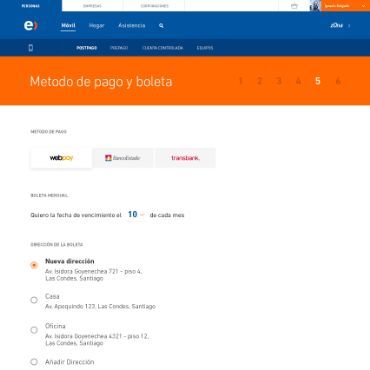 PERSONAS EMPRESAS CORPORACIONES Ignacio Salgado
Móvil Hogar Asistencia zOna
POSTPAGO PREPAGO CUENTA CONTROLADA EQUIPOS
Metodo de pago y boleta 1 2 3 4 5 6
METODO DE PAGO
webpay BancoEstado transbank.
BOLETA MENSUAL
Quiero la fecha de vencimiento el 10 de cada mes
DIRECCIÓN DE LA BOLETA
Nueva dirección
Av. Isidora Goyenechea 721 - piso 4,
Las Condes, Santiago
Casa
Av. Apoquindo 123, Las Condes, Santiago
Oficina
Av. Isidora Goyenechea 4321 - piso 12,
Las Condes, Santiago
Añadir Dirección